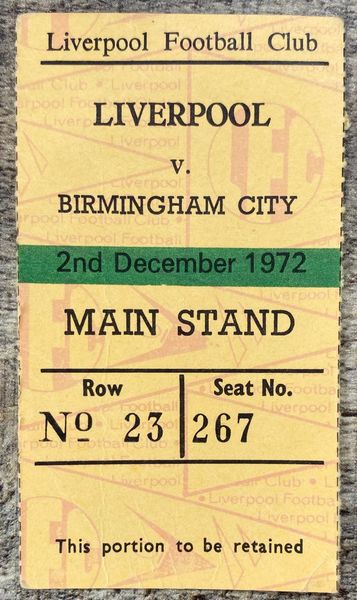 Liverpool Football Club
LIVERPOOL
v.
BIRMINGHAM CITY
2nd December 1972
MAIN STAND
Row Seat No.
Nº 23 267
This portion to be retained